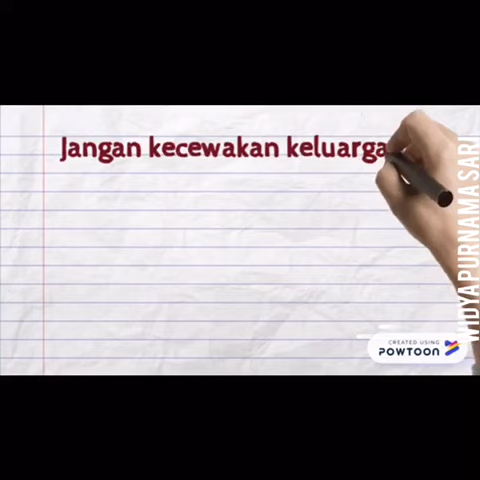 Jangan kecewakan keluarga
WIDYA PURNAMA SARI
CREATED USING
POWTOON